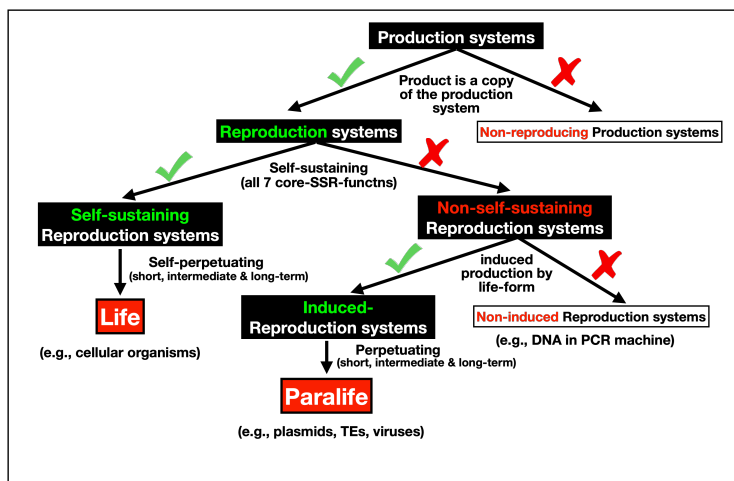 Production systems
Product is a copy
of the production
system
Reproduction systems
Non-reproducing Production systems
Self-sustaining
(all 7 core-SSR-functns)
Self-sustaining
Reproduction systems
Non-self-sustaining
Reproduction systems
Self-perpetuating
(short, intermediate & long-term)
induced
production by
life-form
Life
(e.g., cellular organisms)
Induced-
Reproduction systems
Non-induced Reproduction systems
(e.g., DNA in PCR machine)
Perpetuating
(short, intermediate & long-term)
Paralife
(e.g., plasmids, TEs, viruses)